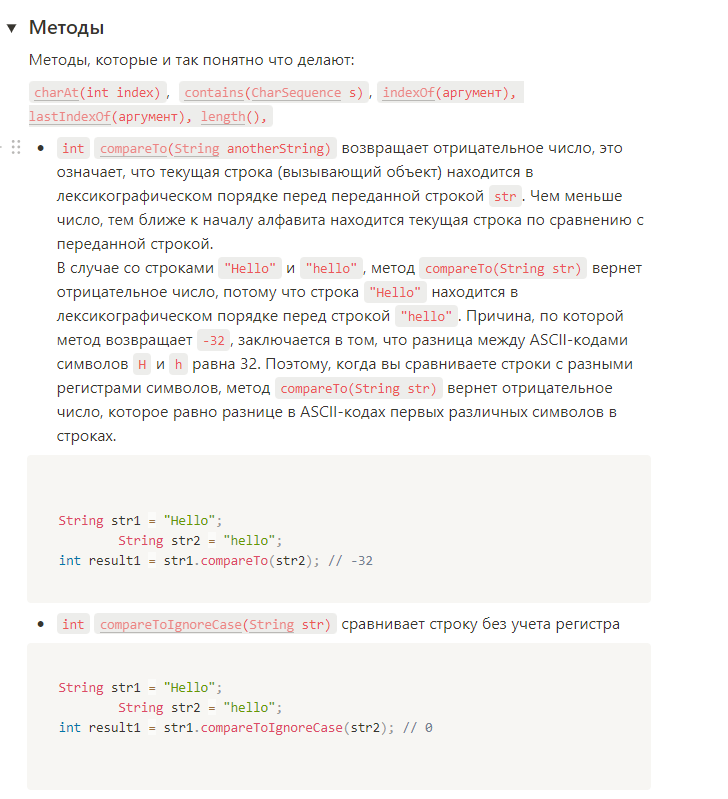 Методы
Методы, которые и так понятно что делают:
charAt(int index), contains(CharSequence s), indexOf(аргумент),
lastIndexOf(аргумент), length(),
• int compareTo(String anotherString) возвращает отрицательное число, это
означает, что текущая строка (вызывающий объект) находится в
лексикографическом порядке перед переданной строкой str. Чем меньше
число, тем ближе к началу алфавита находится текущая строка по сравнению с
переданной строкой.
В случае со строками "Hello" и "hello", метод compareTo(String str) вернет
отрицательное число, потому что строка "Hello" находится в
лексикографическом порядке перед строкой "hello". Причина, по которой
метод возвращает -32, заключается в том, что разница между ASCII-кодами
символов H и h равна 32. Поэтому, когда вы сравниваете строки с разными
регистрами символов, метод compareTo(String str) вернет отрицательное
число, которое равно разнице в ASCII-кодах первых различных символов в
строках.
String str1 = "Hello";
String str2 = "hello";
int result1 = str1.compareTo(str2); // -32
• int compareToIgnoreCase(String str) сравнивает строку без учета регистра
String str1 = "Hello";
String str2 = "hello";
int result1 = str1.compareToIgnoreCase(str2); // 0